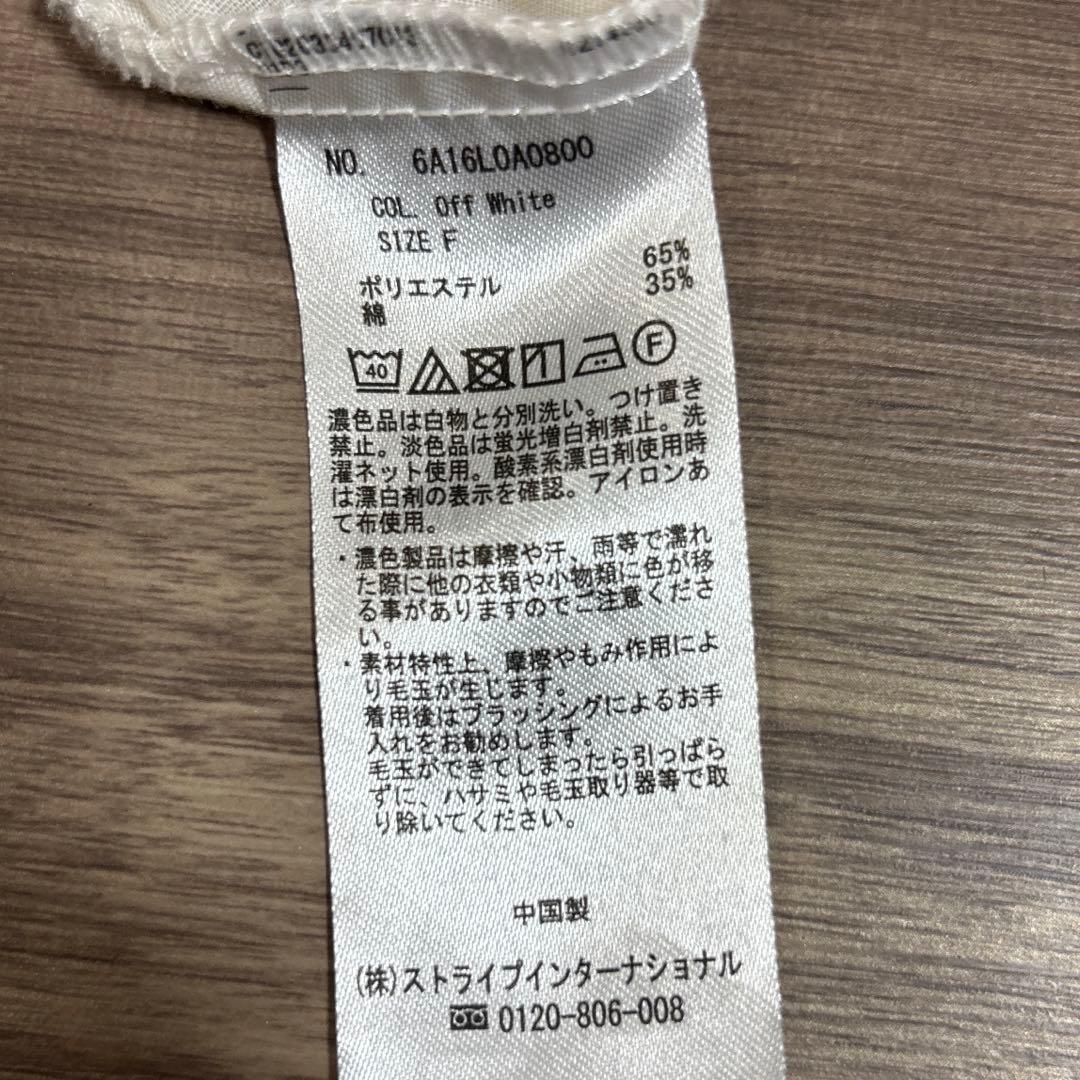 NO. 6A16L0A0800
COL. Off White
SIZE F
ポリエステル 65%
綿 35%
40 F
濃色品は白物と分別洗い。つけ置き
禁止。淡色品は蛍光増白剤禁止。洗
濯ネット使用。酸素系漂白剤使用時
は漂白剤の表示を確認。アイロンあ
て布使用。
・濃色製品は摩擦や汗、雨等で濡れ
た際に他の衣類や小物類に色が移
る事がありますのでご注意くださ
い。
・素材特性上、摩擦やもみ作用によ
り毛玉が生じます。
着用後はブラッシングによるお手
入れをお勧めします。
毛玉ができてしまったら引っぱら
ずに、ハサミや毛玉取り器等で取
り除いてください。
中国製
(株)ストライプインターナショナル
0120-806-008